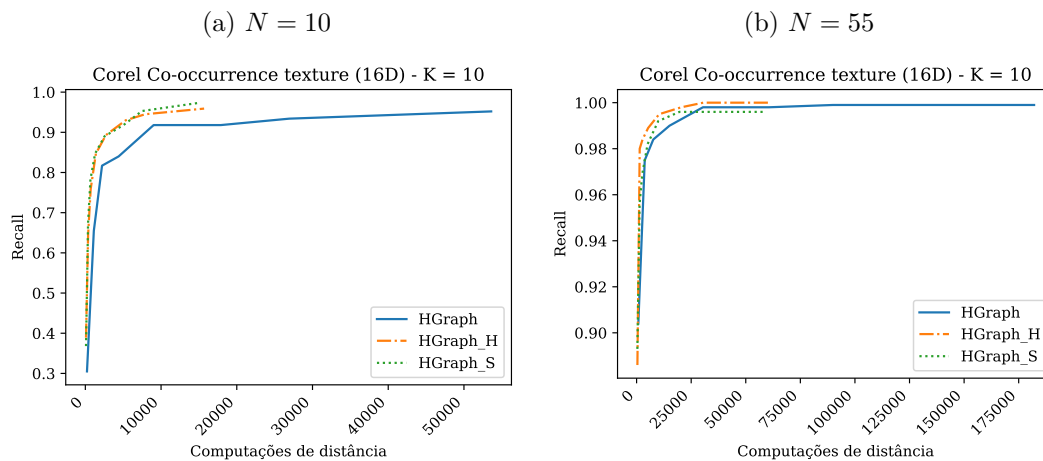 (a) N = 10
Corel Co-occurrence texture (16D) - K = 10
1.0
0.9
0.8
0.7
0.6
0.5
0.4
0.3
Recall
HGraph
HGraph_H
HGraph_S
0
10000
20000
30000
40000
50000
Computações de distância
(b) N = 55
Corel Co-occurrence texture (16D) - K = 10
1.00
0.98
0.96
0.94
0.92
0.90
Recall
HGraph
HGraph_H
HGraph_S
0
25000
50000
75000
100000
125000
150000
175000
Computações de distância